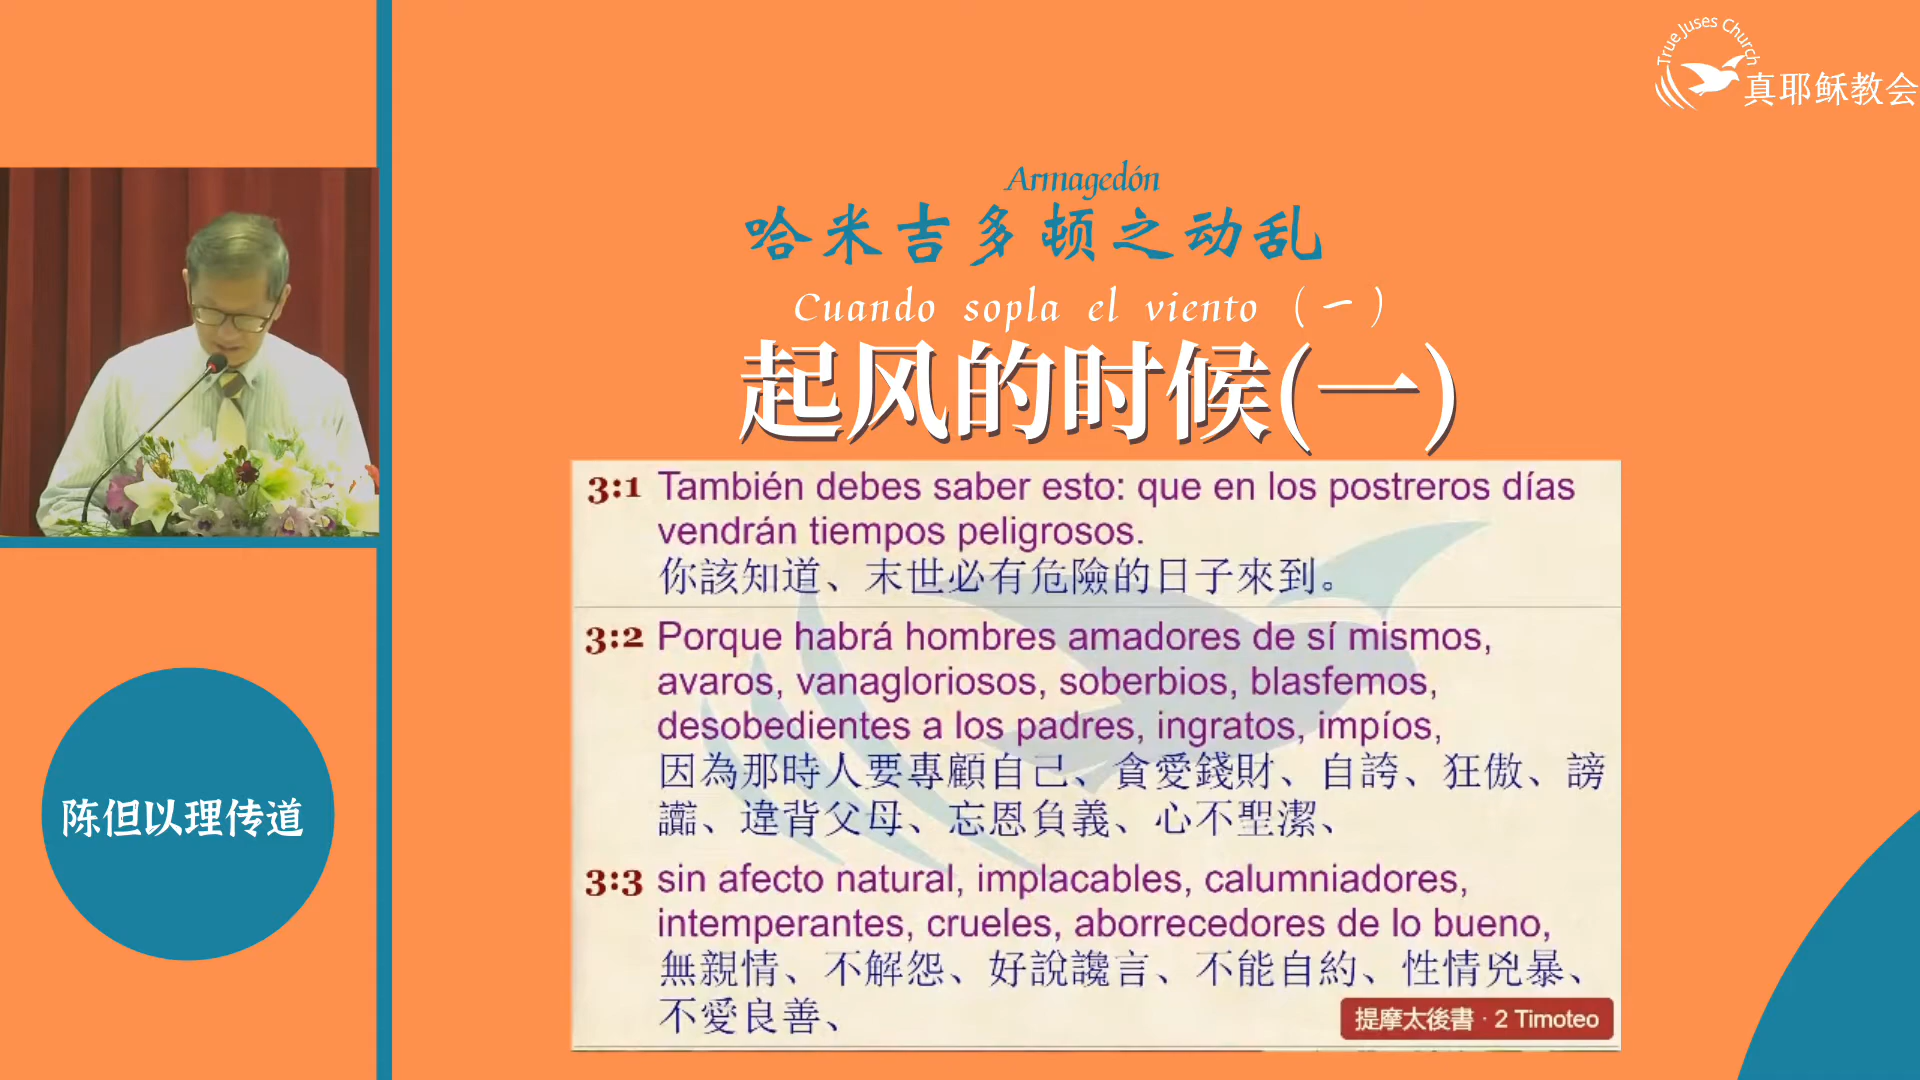 True Juses Church
真耶稣教会
Armagedón
哈米吉多顿之动乱
Cuando sopla el viento (一)
起风的时候(一)
3:1 También debes saber esto: que en los postreros días
vendrán tiempos peligrosos.
你該知道、末世必有危險的日子來到。
3:2 Porque habrá hombres amadores de sí mismos,
avaros, vanagloriosos, soberbios, blasfemos,
desobedientes a los padres, ingratos, impíos,
因為那時人要專顧自己、貪愛錢財、自誇、狂傲、謗
讟、違背父母、忘恩負義、心不聖潔、
3:3 sin afecto natural, implacables, calumniadores,
intemperantes, crueles, aborrecedores de lo bueno,
無親情、不解怨、好說讒言、不能自約、性情兇暴、
不愛良善、
提摩太後書 · 2 Timoteo
陈但以理传道